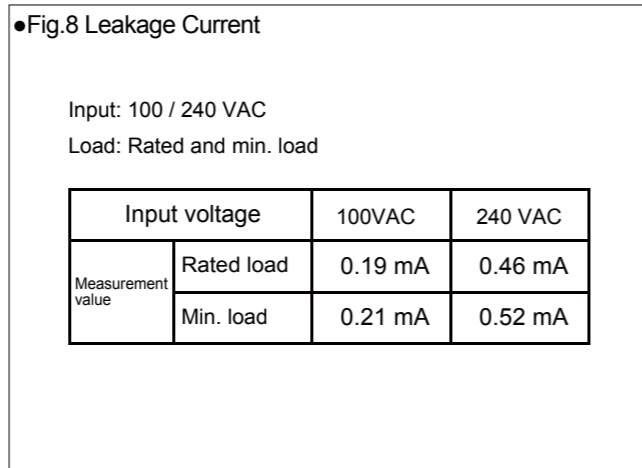 ●Fig.8 Leakage Current
Input: 100 / 240 VAC
Load: Rated and min. load
Input voltage 100VAC 240 VAC
Measurement value Rated load 0.19 mA 0.46 mA
Min. load 0.21 mA 0.52 mA